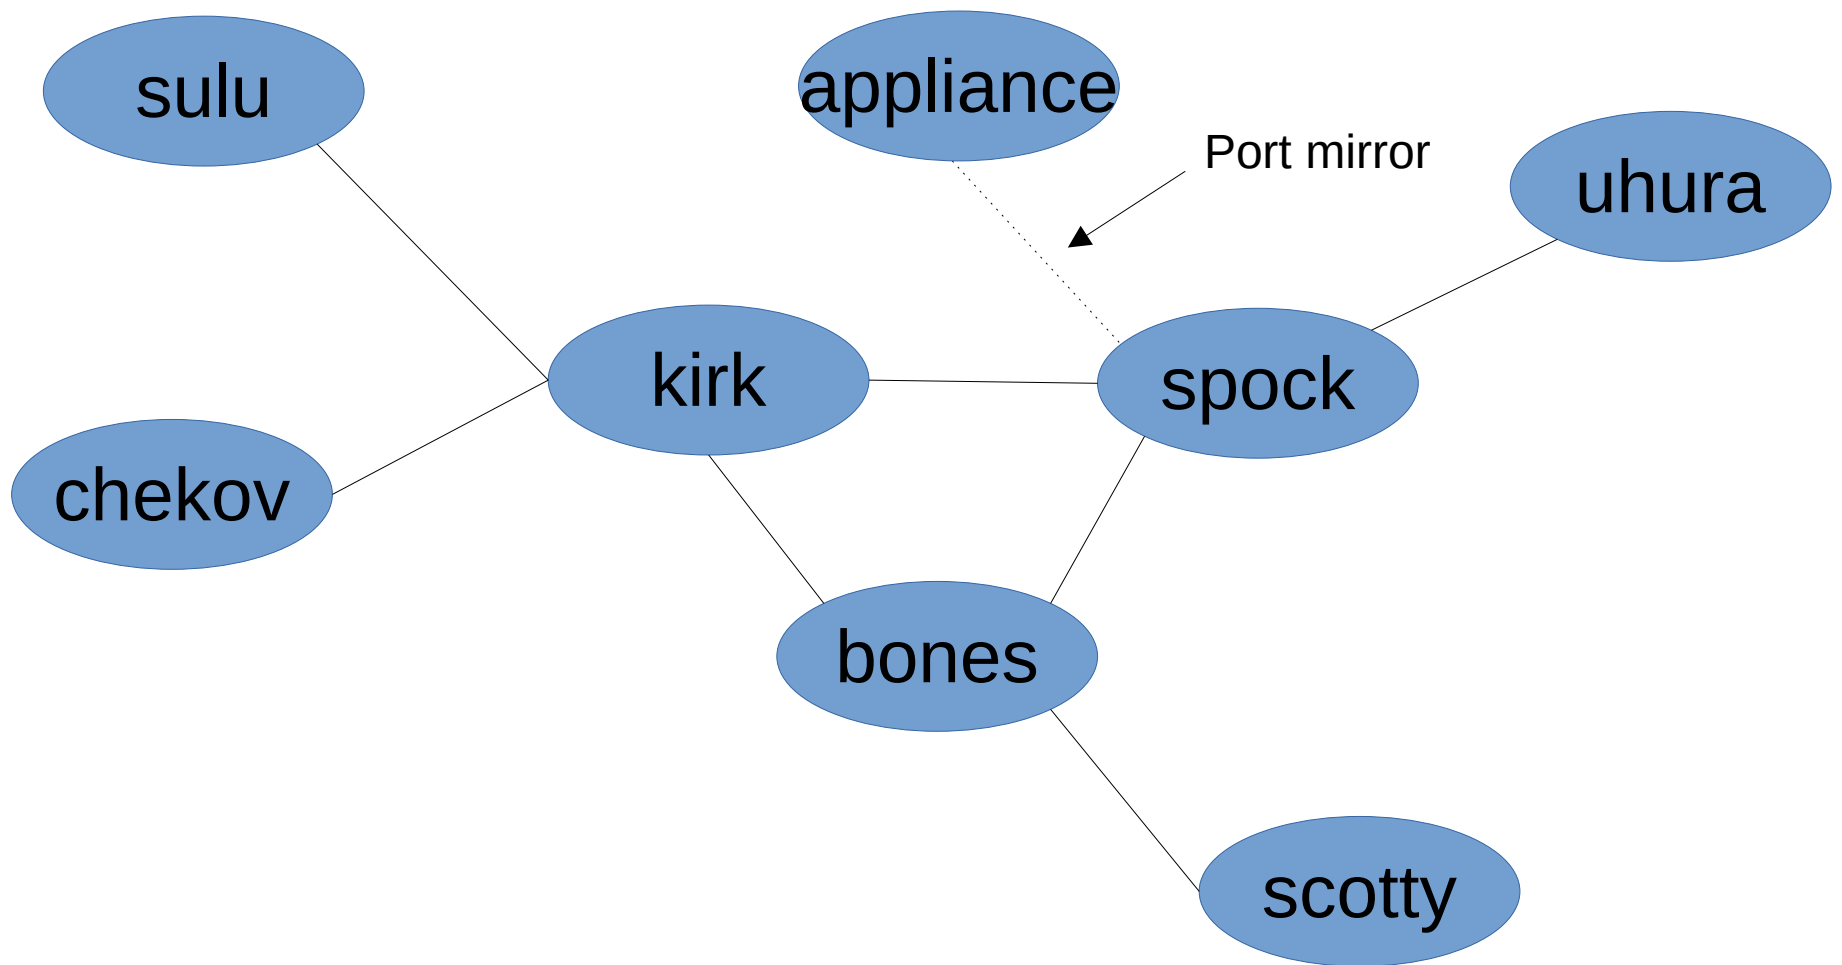 sulu
appliance
Port mirror
uhura
kirk
spock
chekov
bones
scotty